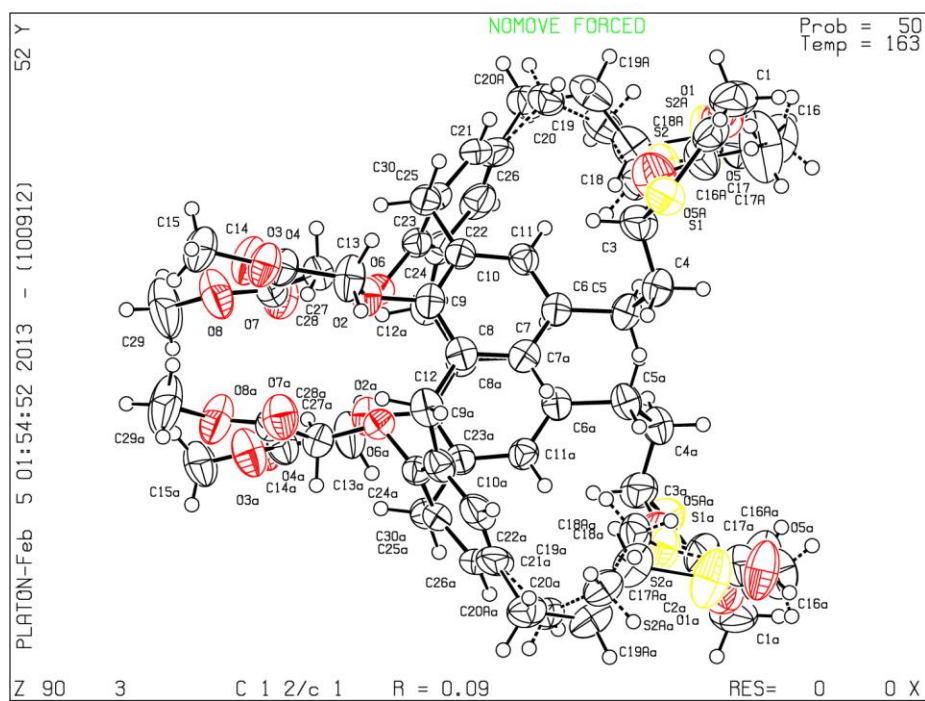 NOMOVE FORCED
Prob = 50
Temp = 163
PLATON-Feb 5 01:54:52 2013 - (100912)
52 Y
C19A
C20A
C1
O1
S2A
C16
C21
C19
C18A
C20
S2
C30
C25
C26
C18
O5
C17
C16A
C17A
O5A
S1
C15
C14
O3
O4
C23
C13
O6
C22
C11
C3
C4
C24
C10
C6
C5
C27
C9
O8
C29
O7
C28
O2
C12a
C8
C7
C7a
C8a
C5a
C12
O8a
O7a
C28a
C27a
O2a
C9a
C6a
C29a
C23a
C4a
O6a
C11a
C10a
C15a
O4a
C13a
O3a
C14a
C24a
C3a
O5Aa
C16Aa
S1a
C17a
O5a
C30a
C25a
C22a
C19a
C18Aa
C18a
C21a
C26a
C20a
S2a
C17Aa
C2a
C16a
C20Aa
O1a
S2Aa
C1a
C19Aa
Z 90 3 C 1 2/c 1 R = 0.09 RES= 0 0 X